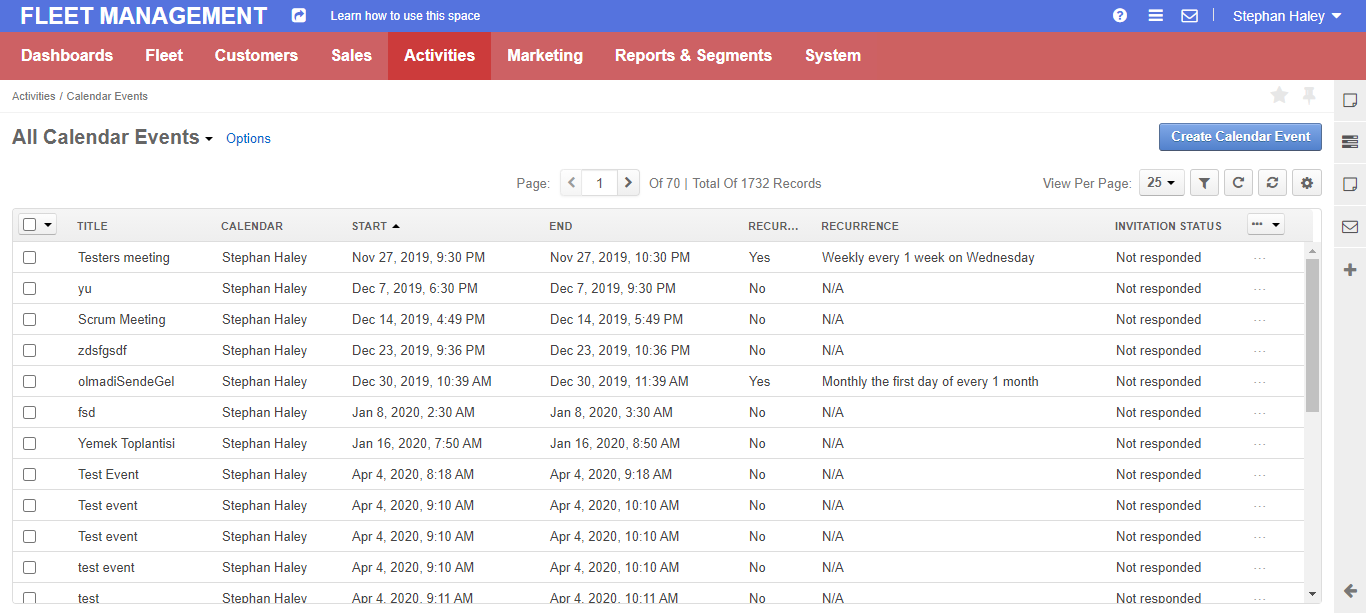 FLEET MANAGEMENT Learn how to use this space Stephan Haley
Dashboards Fleet Customers Sales Activities Marketing Reports & Segments System
Activities / Calendar Events
All Calendar Events Options Create Calendar Event
Page: 1 Of 70 | Total Of 1732 Records View Per Page: 25
TITLE CALENDAR START END RECUR... RECURRENCE INVITATION STATUS
Testers meeting Stephan Haley Nov 27, 2019, 9:30 PM Nov 27, 2019, 10:30 PM Yes Weekly every 1 week on Wednesday Not responded ...
yu Stephan Haley Dec 7, 2019, 6:30 PM Dec 7, 2019, 9:30 PM No N/A Not responded ...
Scrum Meeting Stephan Haley Dec 14, 2019, 4:49 PM Dec 14, 2019, 5:49 PM No N/A Not responded ...
zdsfgsdf Stephan Haley Dec 23, 2019, 9:36 PM Dec 23, 2019, 10:36 PM No N/A Not responded ...
olmadiSendeGel Stephan Haley Dec 30, 2019, 10:39 AM Dec 30, 2019, 11:39 AM Yes Monthly the first day of every 1 month Not responded ...
fsd Stephan Haley Jan 8, 2020, 2:30 AM Jan 8, 2020, 3:30 AM No N/A Not responded ...
Yemek Toplantisi Stephan Haley Jan 16, 2020, 7:50 AM Jan 16, 2020, 8:50 AM No N/A Not responded ...
Test Event Stephan Haley Apr 4, 2020, 8:18 AM Apr 4, 2020, 9:18 AM No N/A Not responded ...
Test event Stephan Haley Apr 4, 2020, 9:10 AM Apr 4, 2020, 10:10 AM No N/A Not responded ...
Test event Stephan Haley Apr 4, 2020, 9:10 AM Apr 4, 2020, 10:10 AM No N/A Not responded ...
test event Stephan Haley Apr 4, 2020, 9:10 AM Apr 4, 2020, 10:10 AM No N/A Not responded ...
test Stephan Haley Apr 4, 2020, 9:11 AM Apr 4, 2020, 10:11 AM No N/A Not responded ...